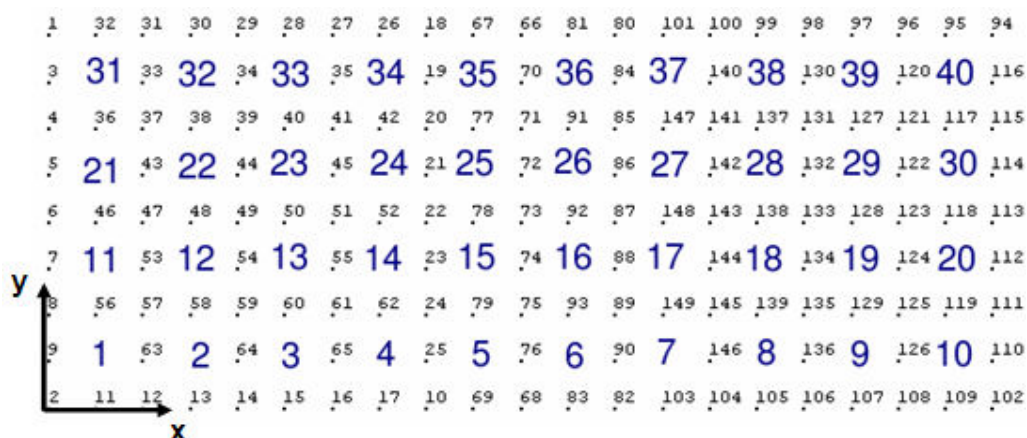 1 32 31 30 29 28 27 26 18 67 66 81 80 101 100 99 98 97 96 95 94
3 31 33 32 34 33 35 34 19 35 70 36 84 37 140 38 130 39 120 40 116
4 36 37 38 39 40 41 42 20 77 71 91 85 147 141 137 131 127 121 117 115
5 21 43 22 44 23 45 24 21 25 72 26 86 27 142 28 132 29 122 30 114
6 46 47 48 49 50 51 52 22 78 73 92 87 148 143 138 133 128 123 118 113
7 11 53 12 54 13 55 14 23 15 74 16 88 17 144 18 134 19 124 20 112
y
8 56 57 58 59 60 61 62 24 79 75 93 89 149 145 139 135 129 125 119 111
9 1 63 2 64 3 65 4 25 5 76 6 90 7 146 8 136 9 126 10 110
2 11 12 13 14 15 16 17 10 69 68 83 82 103 104 105 106 107 108 109 102
x